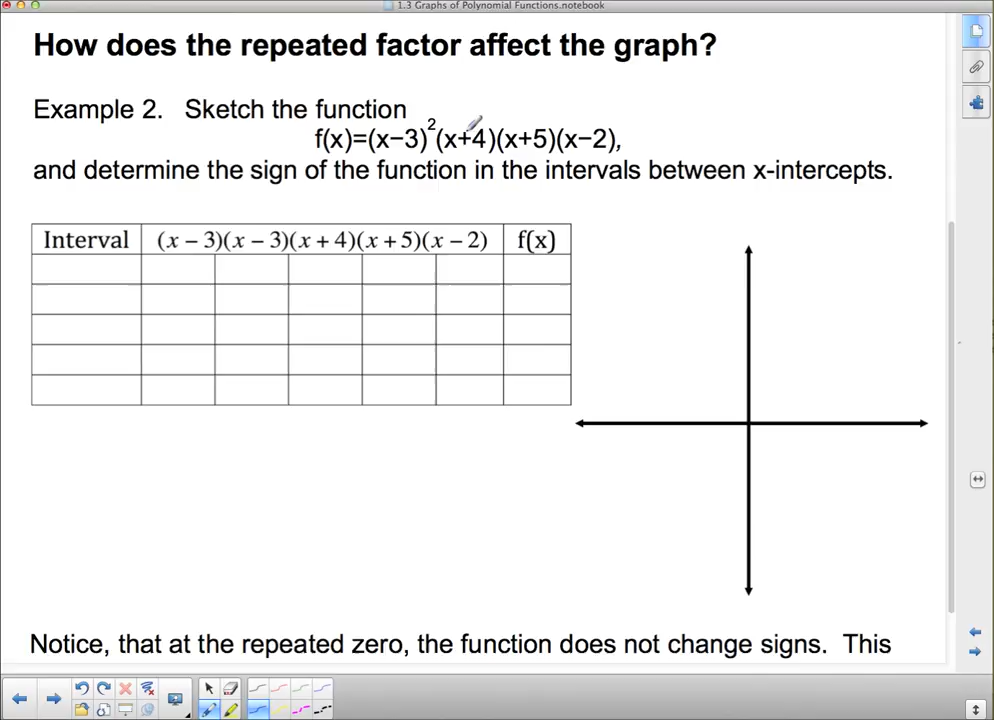 1.3 Graphs of Polynomial Functions.notebook
How does the repeated factor affect the graph?
Example 2. Sketch the function
f(x)=(x−3)²(x+4)(x+5)(x−2),
and determine the sign of the function in the intervals between x-intercepts.
Interval (x − 3)(x − 3)(x + 4)(x + 5)(x − 2) f(x)
Notice, that at the repeated zero, the function does not change signs. This